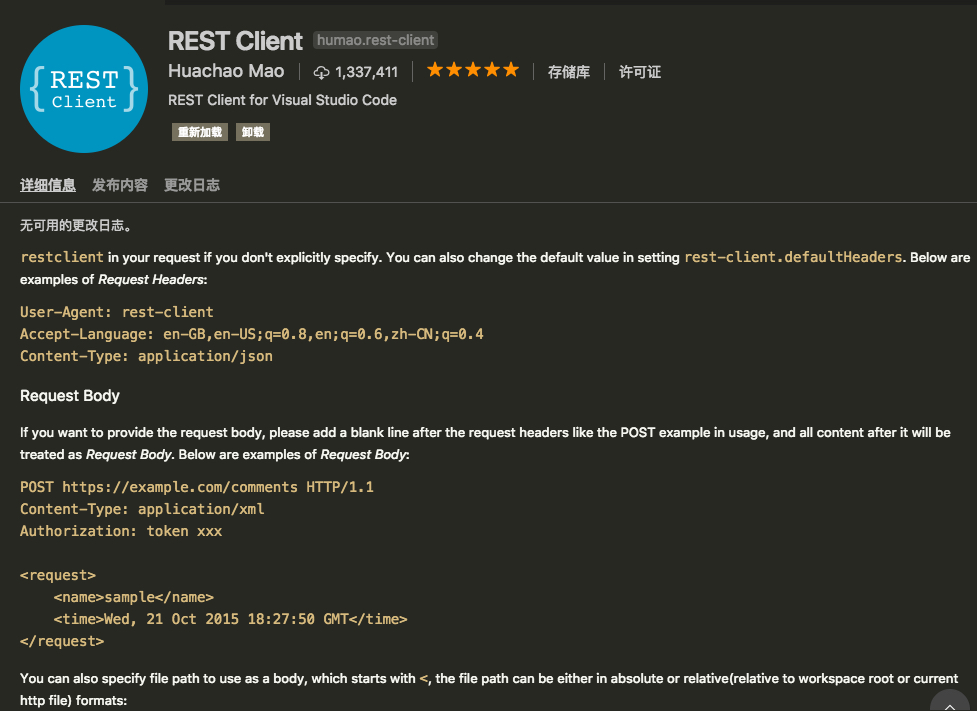 { REST Client }
REST Client humao.rest-client
Huachao Mao 1,337,411 存储库 许可证
REST Client for Visual Studio Code
重新加载 卸载
详细信息 发布内容 更改日志
无可用的更改日志。
restclient in your request if you don't explicitly specify. You can also change the default value in setting rest-client.defaultHeaders. Below are
examples of Request Headers:
User-Agent: rest-client
Accept-Language: en-GB,en-US;q=0.8,en;q=0.6,zh-CN;q=0.4
Content-Type: application/json
Request Body
If you want to provide the request body, please add a blank line after the request headers like the POST example in usage, and all content after it will be
treated as Request Body. Below are examples of Request Body:
POST https://example.com/comments HTTP/1.1
Content-Type: application/xml
Authorization: token xxx
<request>
    <name>sample</name>
    <time>Wed, 21 Oct 2015 18:27:50 GMT</time>
</request>
You can also specify file path to use as a body, which starts with <, the file path can be either in absolute or relative(relative to workspace root or current
http file) formats: